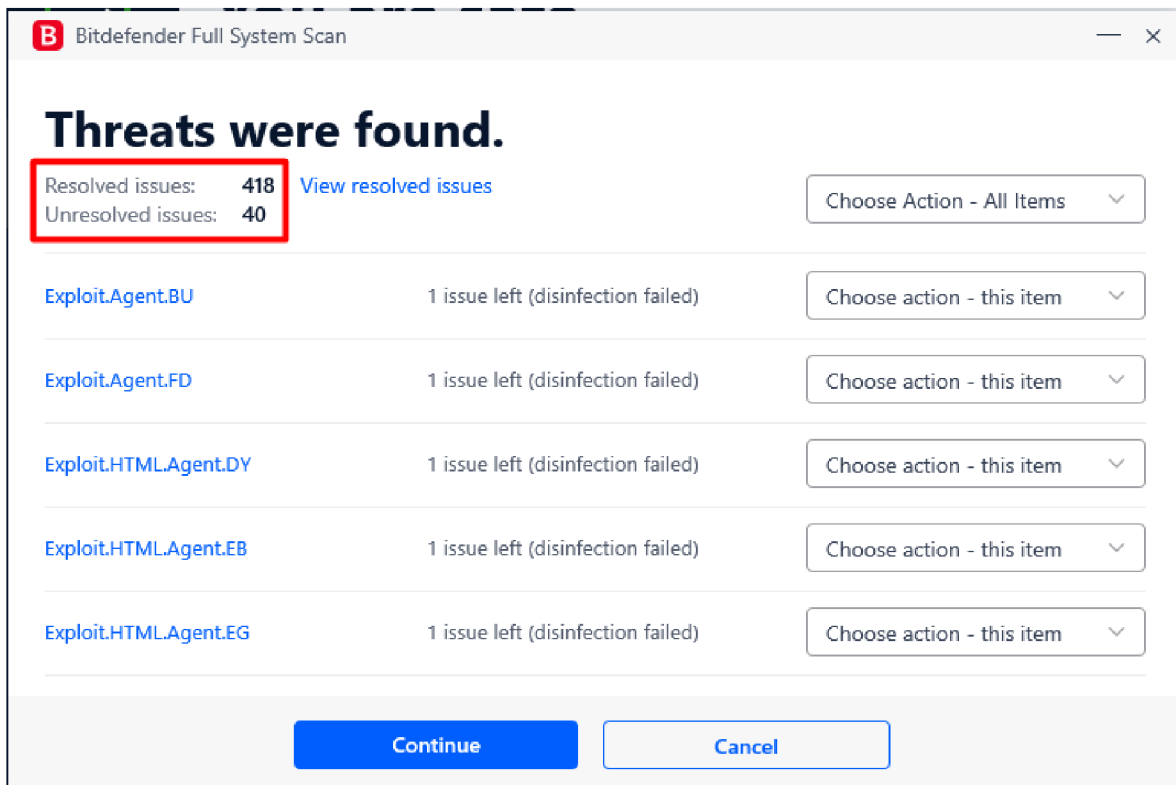 Bitdefender Full System Scan
Threats were found.
Resolved issues: 418 View resolved issues
Unresolved issues: 40
Choose Action - All Items
Exploit.Agent.BU 1 issue left (disinfection failed) Choose action - this item
Exploit.Agent.FD 1 issue left (disinfection failed) Choose action - this item
Exploit.HTML.Agent.DY 1 issue left (disinfection failed) Choose action - this item
Exploit.HTML.Agent.EB 1 issue left (disinfection failed) Choose action - this item
Exploit.HTML.Agent.EG 1 issue left (disinfection failed) Choose action - this item
Continue Cancel